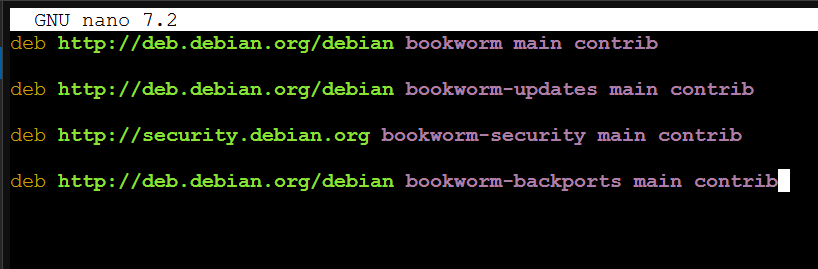 GNU nano 7.2
deb http://deb.debian.org/debian bookworm main contrib
deb http://deb.debian.org/debian bookworm-updates main contrib
deb http://security.debian.org bookworm-security main contrib
deb http://deb.debian.org/debian bookworm-backports main contrib